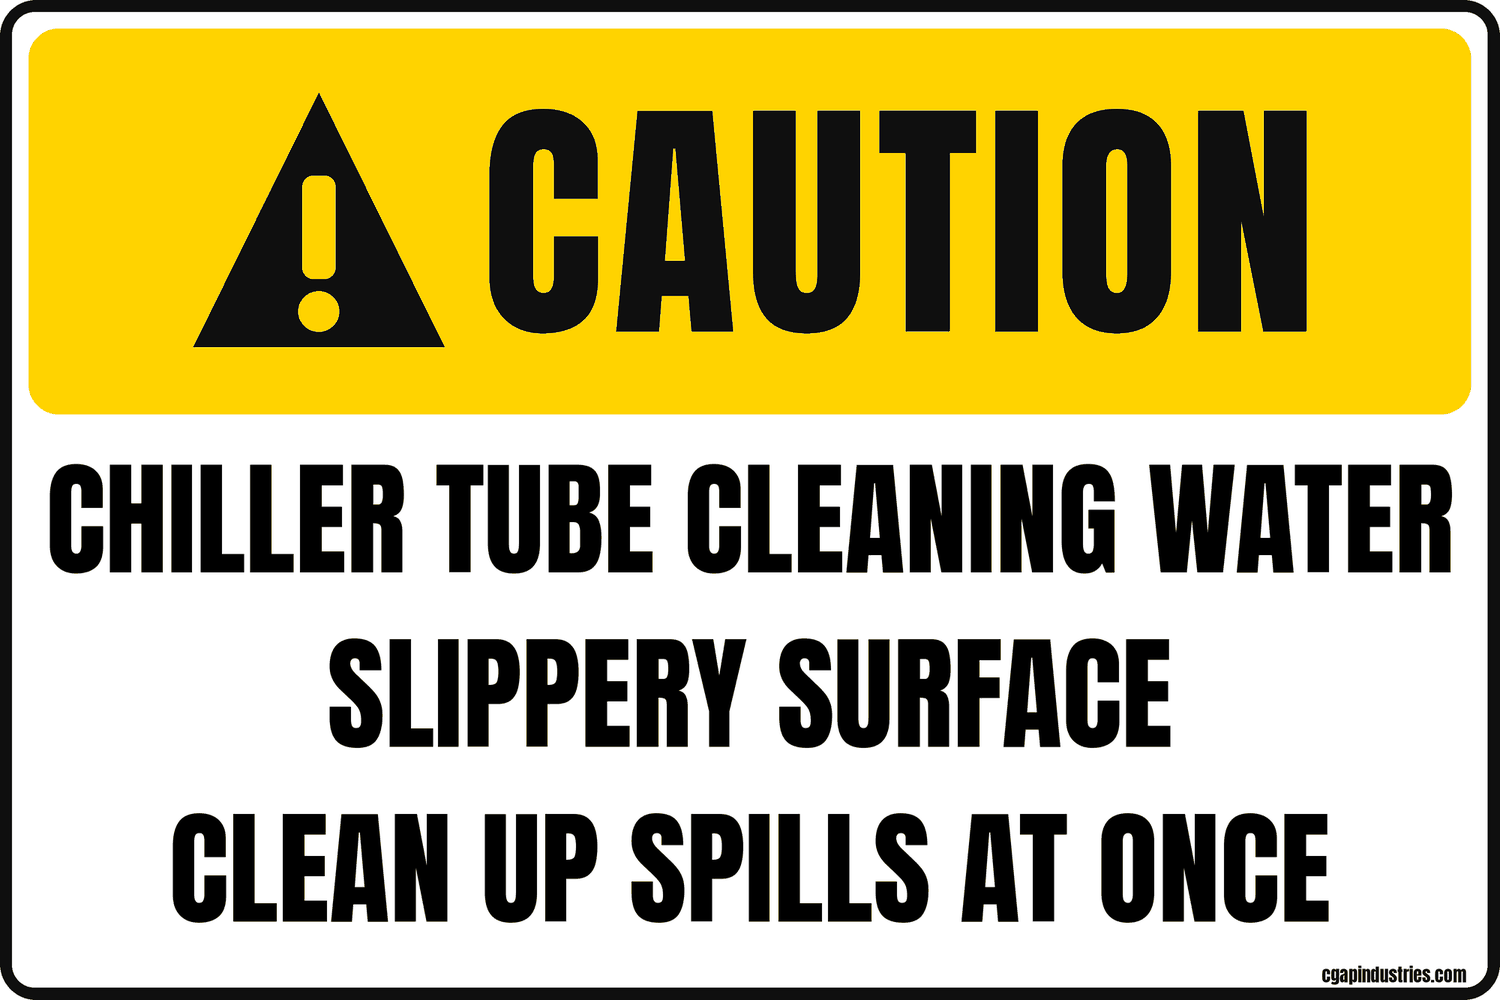 CAUTION
CHILLER TUBE CLEANING WATER
SLIPPERY SURFACE
CLEAN UP SPILLS AT ONCE
cgapindustries.com